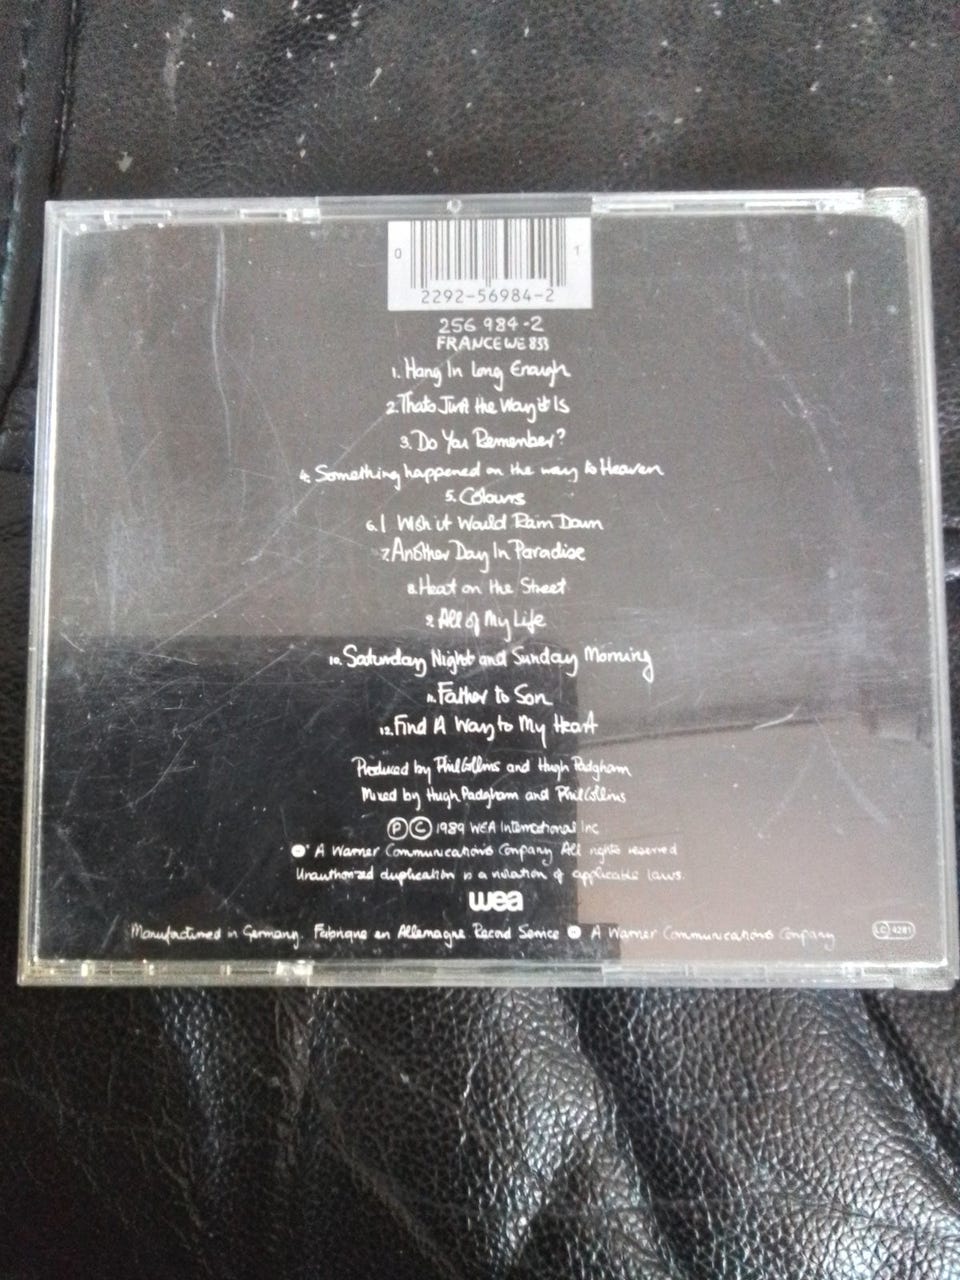 0 1
2292-56984-2
256 984-2
FRANCE WE 853
1. Hang In Long Enough
2. Thats Just the Way it Is
3. Do You Remember?
4. Something happened on the way to Heaven
5. Colours
6. I Wish it Would Rain Down
7. Another Day In Paradise
8. Heat on the Street
9. All of My Life
10. Saturday Night and Sunday Morning
11. Father to Son
12. Find A Way to My Heart
Produced by Phil Collins and Hugh Padgham
Mixed by Hugh Padgham and Phil Collins
Ⓟ Ⓒ 1989 WEA International Inc
A Warner Communications Company All rights reserved
Unauthorized duplication is a violation of applicable laws.
wea
Manufactured in Germany. Fabriqué en Allemagne. Record Service A Warner Communications Company LC 4281